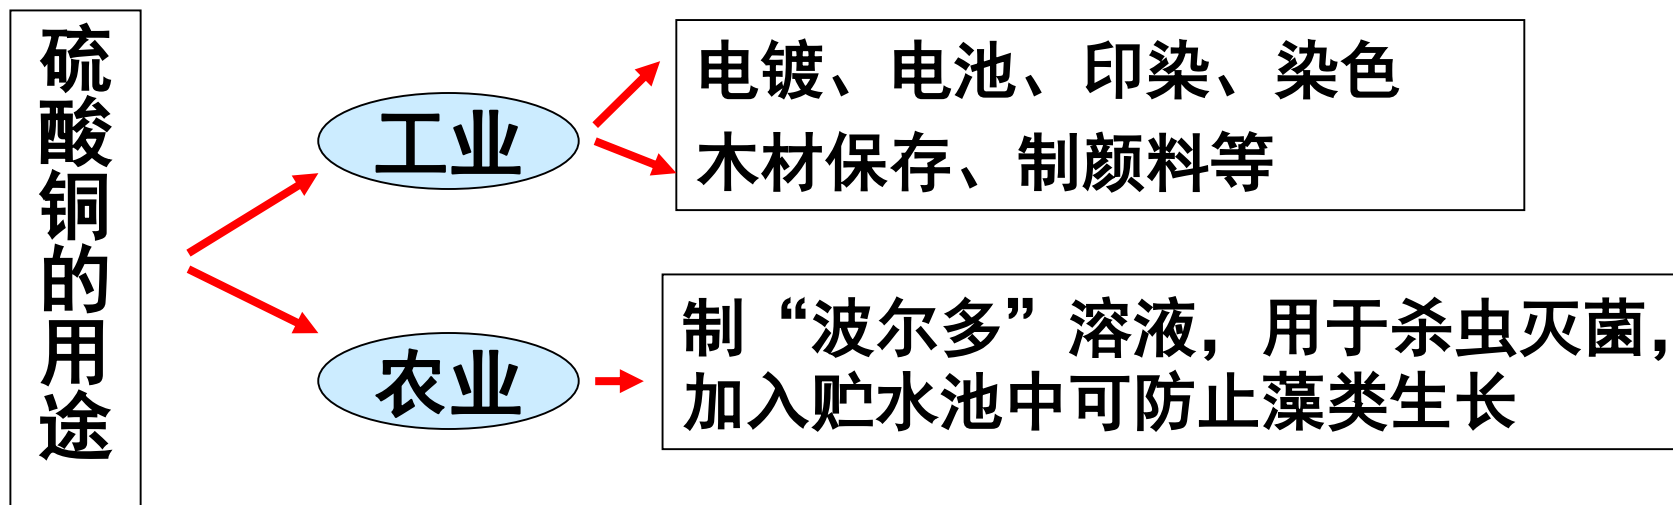 硫酸铜的用途
工业
电镀、电池、印染、染色
木材保存、制颜料等
农业
制“波尔多”溶液，用于杀虫灭菌，
加入贮水池中可防止藻类生长